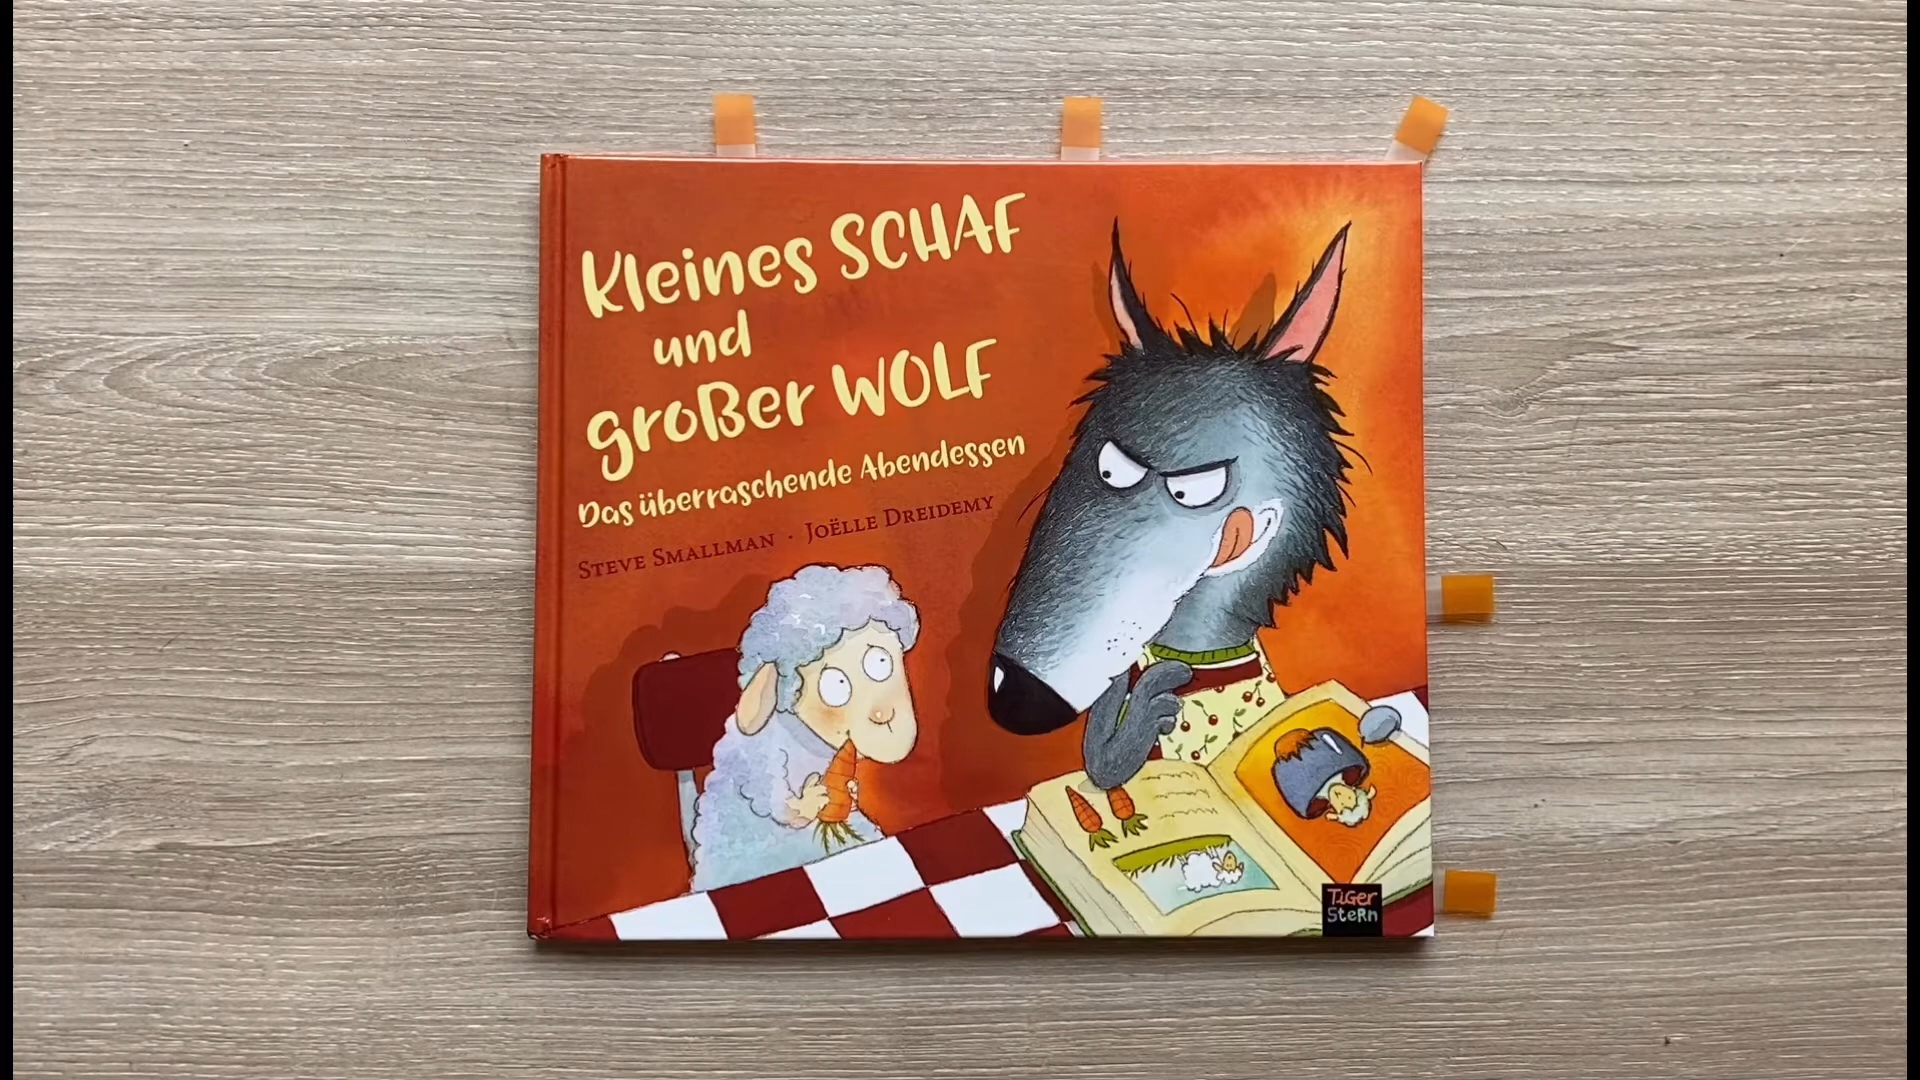 Kleines SCHAF
und
großer WOLF
Das überraschende Abendessen
STEVE SMALLMAN · JOËLLE DREIDEMY
TiGer
SteRn